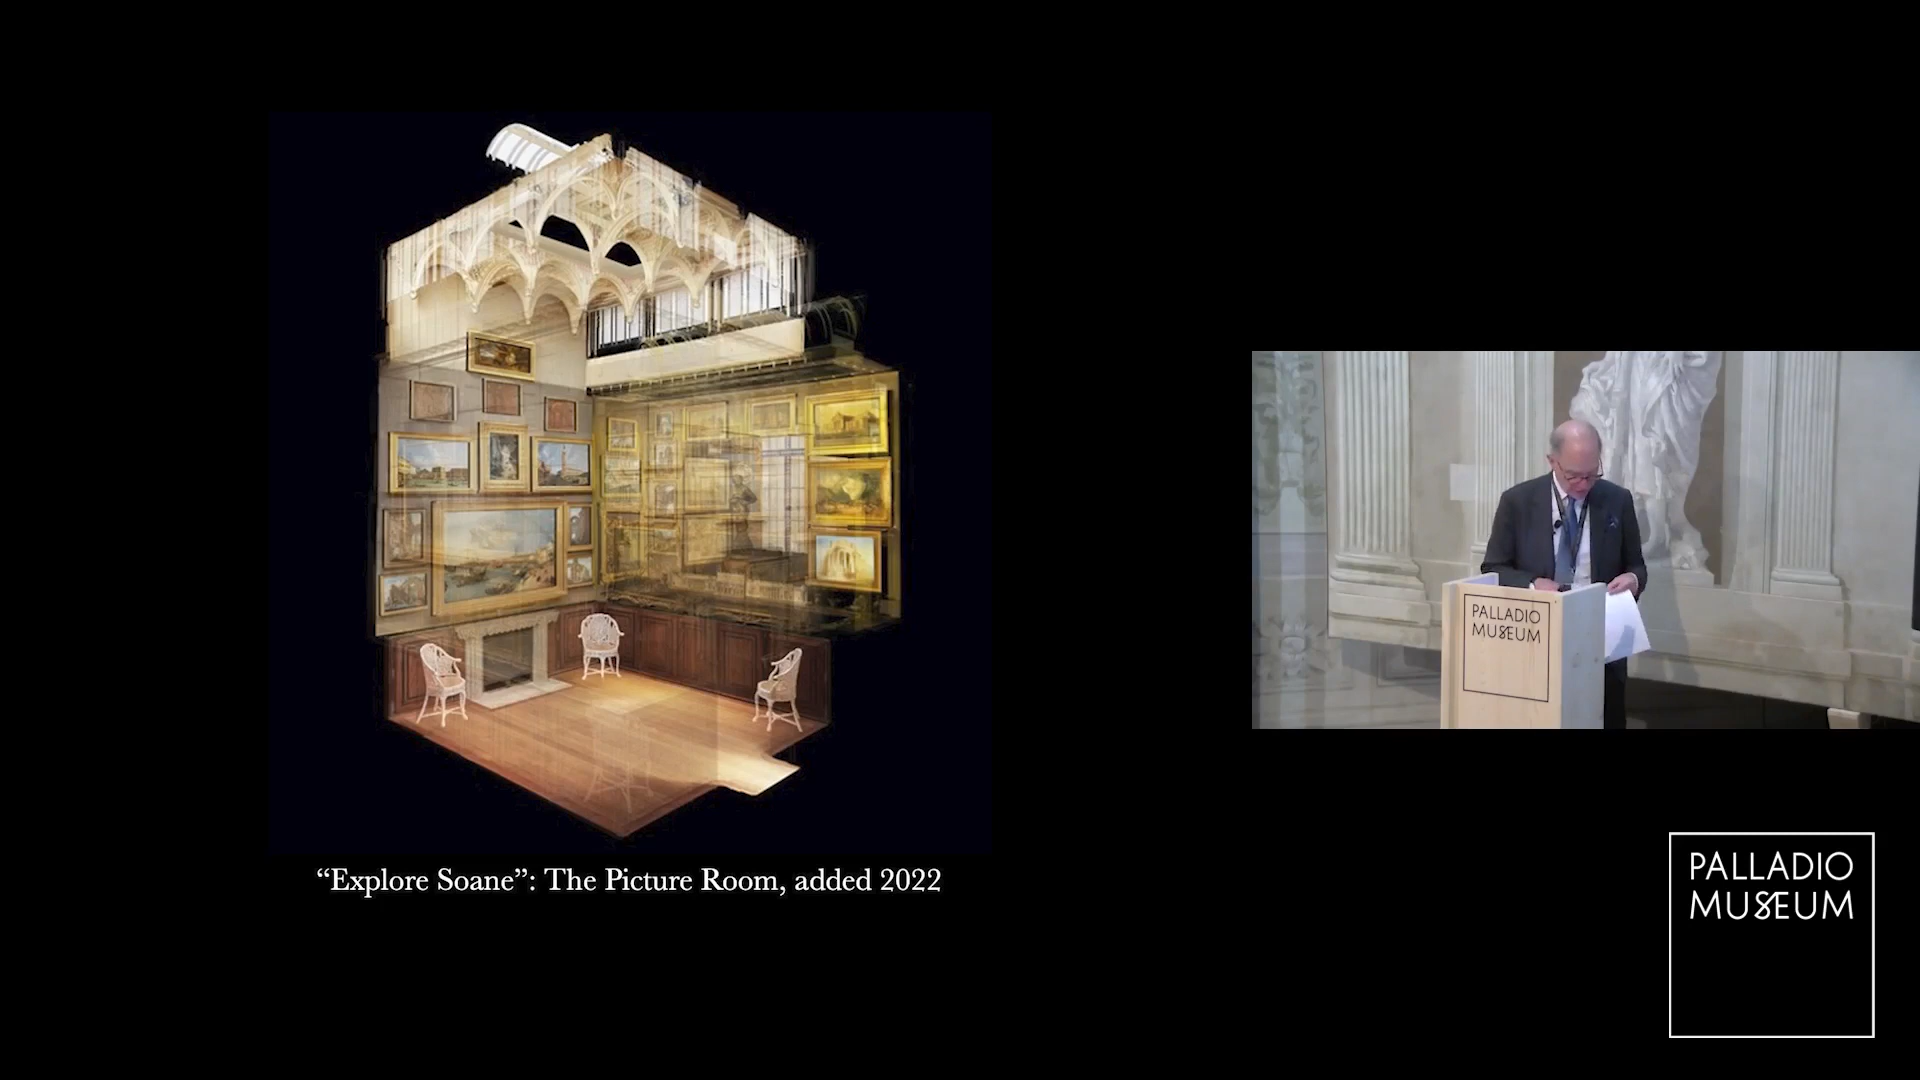 “Explore Soane”: The Picture Room, added 2022
PALLADIO
MUSEUM
PALLADIO
MUSEUM